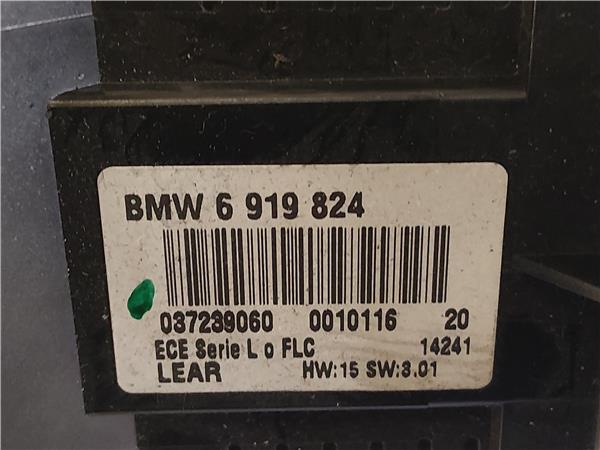 BMW 6 919 824
037239060 0010116 20
ECE Serie L o FLC 14241
LEAR HW:15 SW:3.01